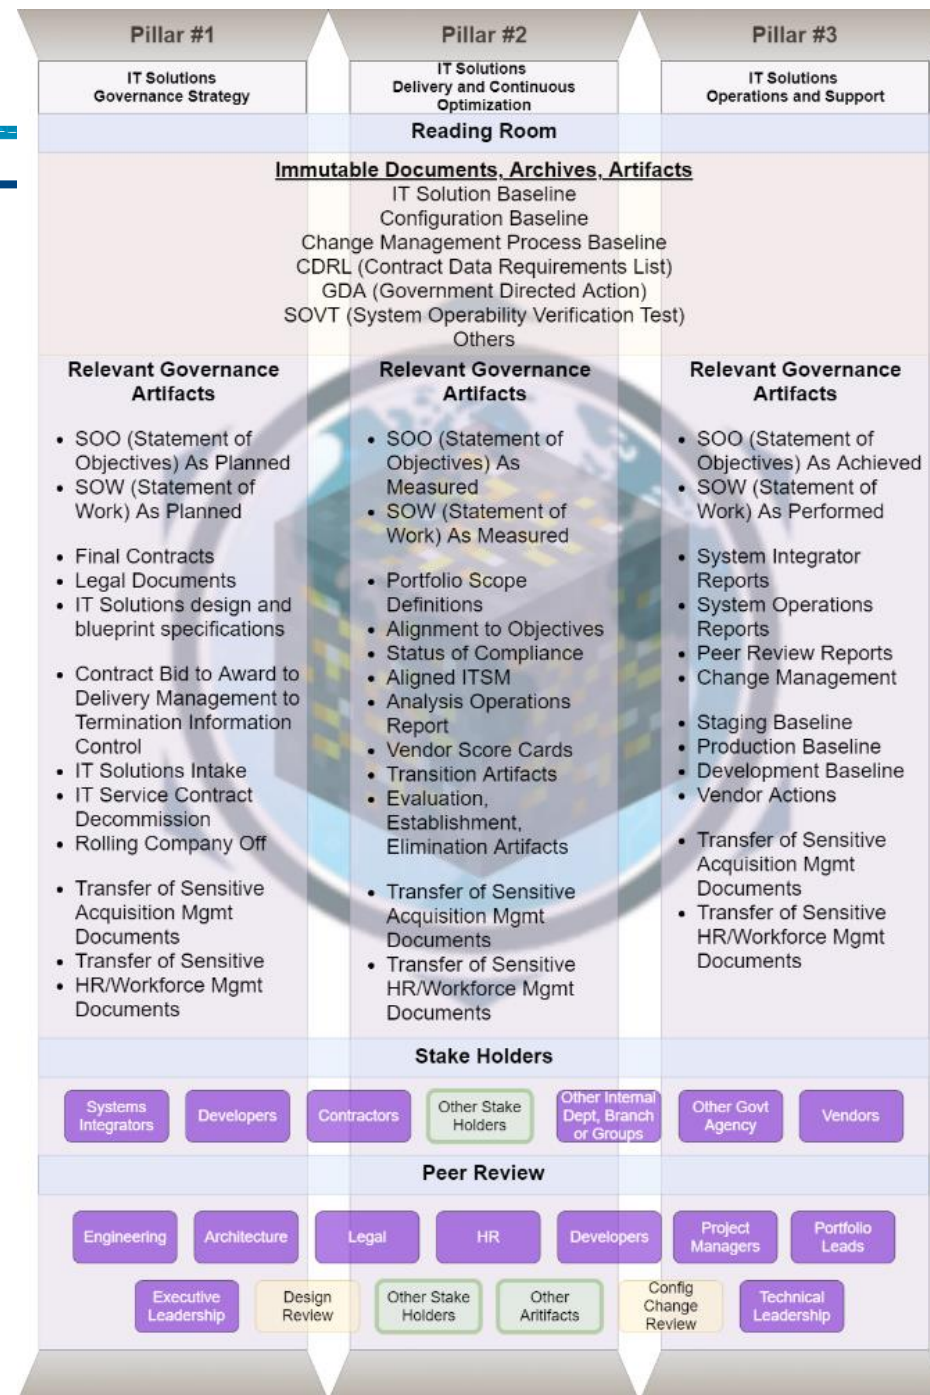 Pillar #1
Pillar #2
Pillar #3
IT Solutions
Governance Strategy
IT Solutions
Delivery and Continuous
Optimization
IT Solutions
Operations and Support
Reading Room
Immutable Documents, Archives, Artifacts
IT Solution Baseline
Configuration Baseline
Change Management Process Baseline
CDRL (Contract Data Requirements List)
GDA (Government Directed Action)
SOVT (System Operability Verification Test)
Others
Relevant Governance
Artifacts
• SOO (Statement of
Objectives) As Planned
• SOW (Statement of
Work) As Planned
• Final Contracts
• Legal Documents
• IT Solutions design and
blueprint specifications
• Contract Bid to Award to
Delivery Management to
Termination Information
Control
• IT Solutions Intake
• IT Service Contract
Decommission
• Rolling Company Off
• Transfer of Sensitive
Acquisition Mgmt
Documents
• Transfer of Sensitive
• HR/Workforce Mgmt
Documents
Relevant Governance
Artifacts
• SOO (Statement of
Objectives) As
Measured
• SOW (Statement of
Work) As Measured
• Portfolio Scope
Definitions
• Alignment to Objectives
• Status of Compliance
• Aligned ITSM
• Analysis Operations
Report
• Vendor Score Cards
• Transition Artifacts
• Evaluation,
Establishment,
Elimination Artifacts
• Transfer of Sensitive
Acquisition Mgmt
Documents
• Transfer of Sensitive
HR/Workforce Mgmt
Documents
Relevant Governance
Artifacts
• SOO (Statement of
Objectives) As Achieved
• SOW (Statement of
Work) As Performed
• System Integrator
Reports
• System Operations
Reports
• Peer Review Reports
• Change Management
• Staging Baseline
• Production Baseline
• Development Baseline
• Vendor Actions
• Transfer of Sensitive
Acquisition Mgmt
Documents
• Transfer of Sensitive
HR/Workforce Mgmt
Documents
Stake Holders
Systems
Integrators
Developers
Contractors
Other Stake
Holders
Other Internal
Dept, Branch
or Groups
Other Govt
Agency
Vendors
Peer Review
Engineering
Architecture
Legal
HR
Developers
Project
Managers
Portfolio
Leads
Executive
Leadership
Design
Review
Other Stake
Holders
Other
Aritifacts
Config
Change
Review
Technical
Leadership